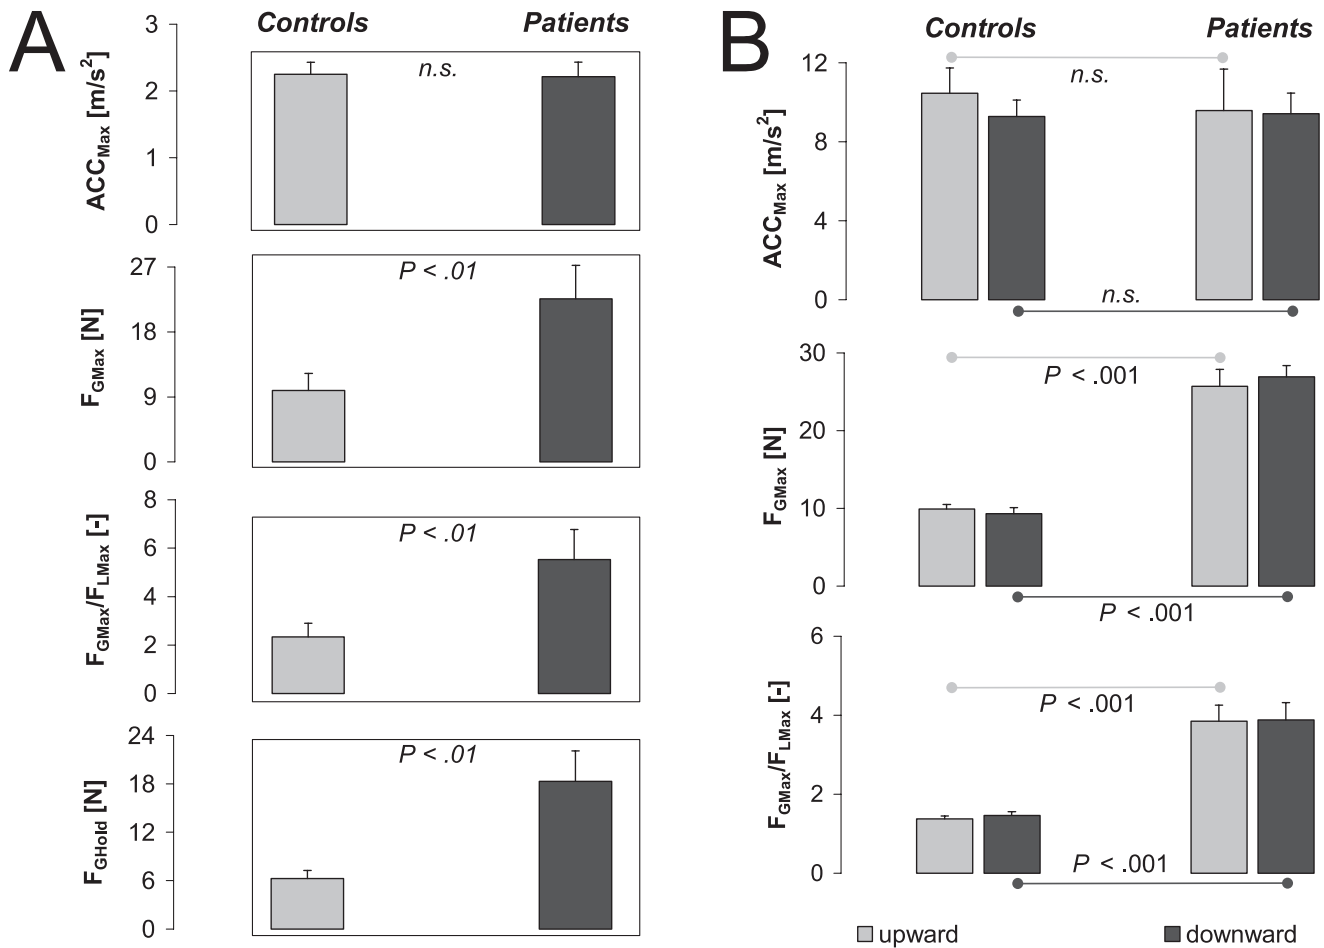 A
Controls
Patients
ACCMax [m/s2]
3
2
1
0
n.s.
FGMax [N]
27
18
9
0
P < .01
FGMax/FLMax [-]
8
6
4
2
0
P < .01
FGHold [N]
24
18
12
6
0
P < .01
B
Controls
Patients
ACCMax [m/s2]
12
8
4
0
n.s.
n.s.
FGMax [N]
30
20
10
0
P < .001
P < .001
FGMax/FLMax [-]
6
4
2
0
P < .001
P < .001
upward
downward